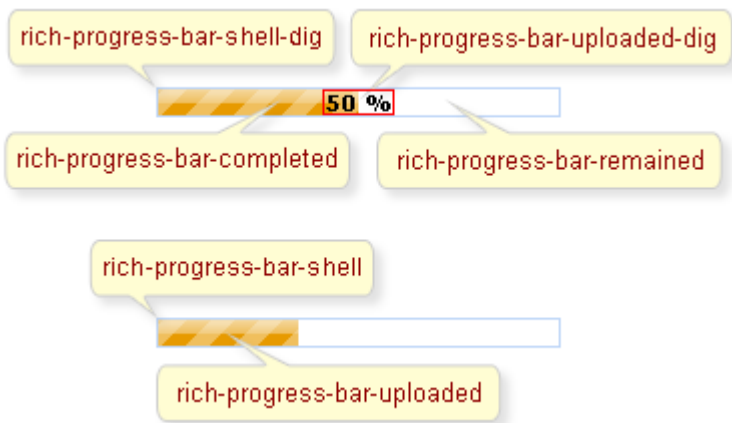 rich-progress-bar-shell-dig
rich-progress-bar-uploaded-dig
50 %
rich-progress-bar-completed
rich-progress-bar-remained
rich-progress-bar-shell
rich-progress-bar-uploaded